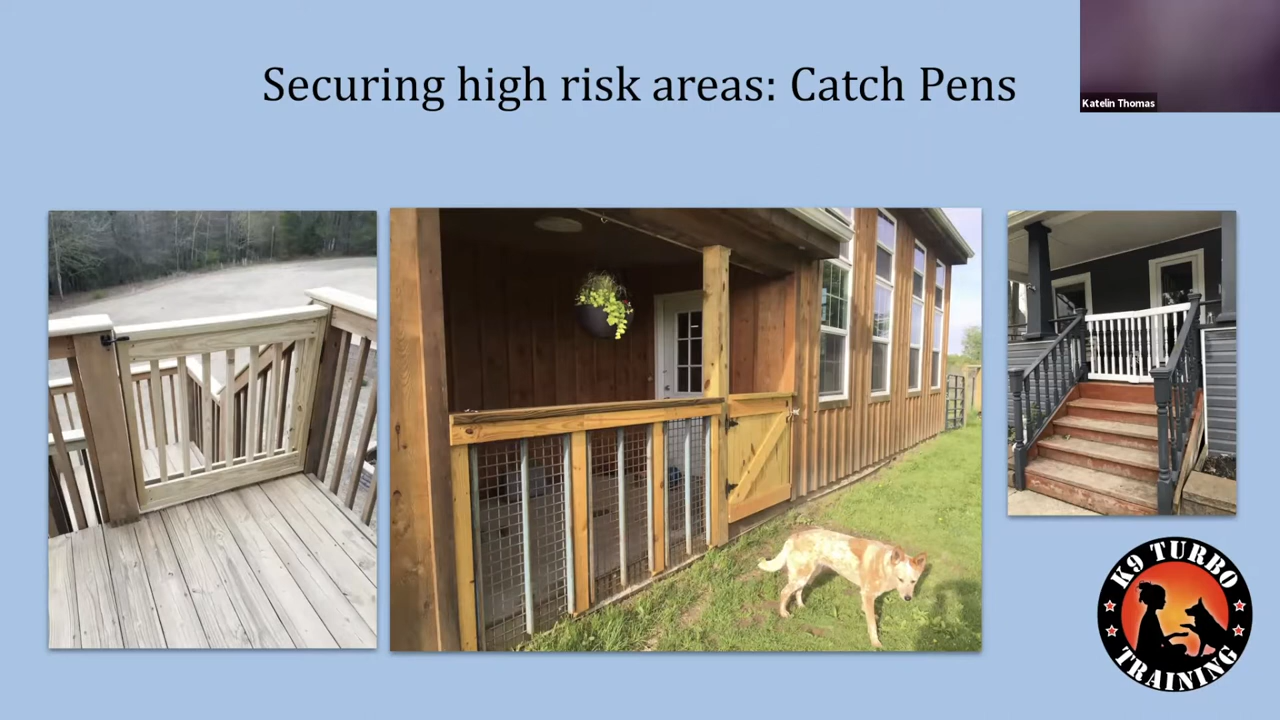 Securing high risk areas: Catch Pens
Katelin Thomas
K9 TURBO
TRAINING